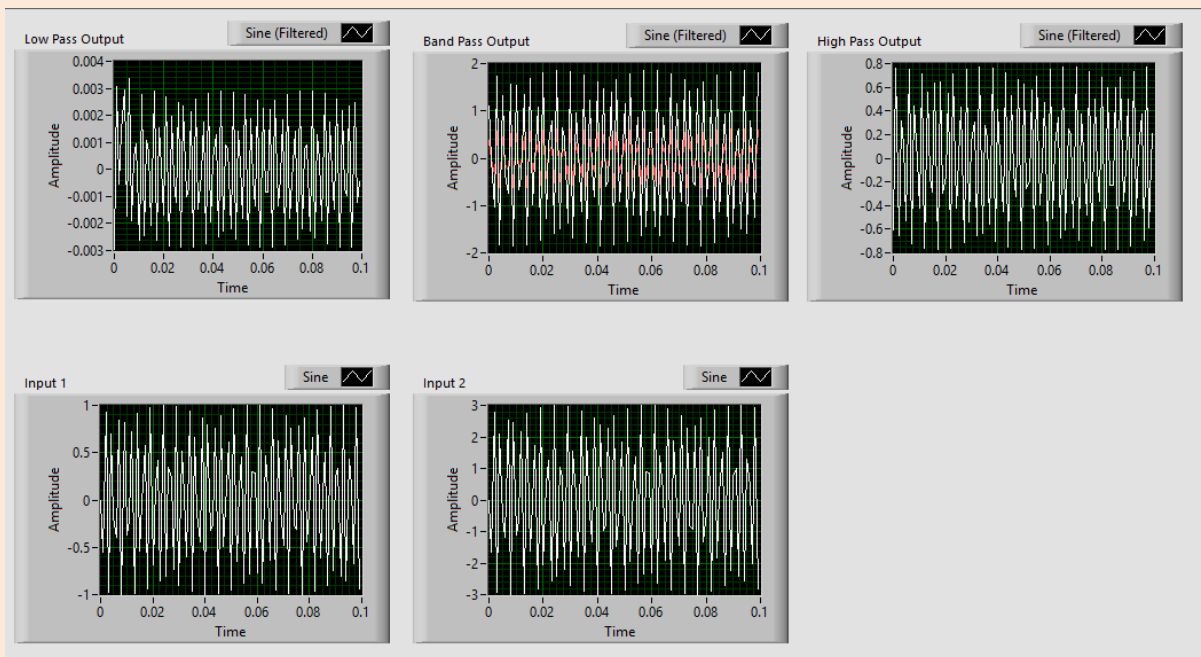 Low Pass Output
Sine (Filtered)
Amplitude
0.004
0.003
0.002
0.001
0
-0.001
-0.002
-0.003
0 0.02 0.04 0.06 0.08 0.1
Time
Band Pass Output
Sine (Filtered)
Amplitude
2
1
0
-1
-2
0 0.02 0.04 0.06 0.08 0.1
Time
High Pass Output
Sine (Filtered)
Amplitude
0.8
0.6
0.4
0.2
0
-0.2
-0.4
-0.6
-0.8
0 0.02 0.04 0.06 0.08 0.1
Time
Input 1
Sine
Amplitude
1
0.5
0
-0.5
-1
0 0.02 0.04 0.06 0.08 0.1
Time
Input 2
Sine
Amplitude
3
2
1
0
-1
-2
-3
0 0.02 0.04 0.06 0.08 0.1
Time